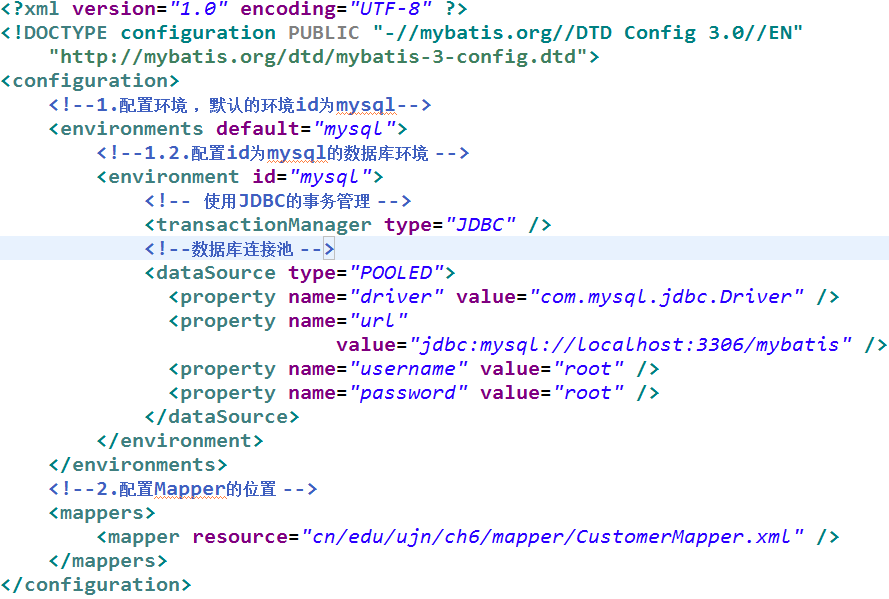 <?xml version="1.0" encoding="UTF-8" ?>
<!DOCTYPE configuration PUBLIC "-//mybatis.org//DTD Config 3.0//EN"
    "http://mybatis.org/dtd/mybatis-3-config.dtd">
<configuration>
    <!--1.配置环境 ，默认的环境id为mysql-->
    <environments default="mysql">
        <!--1.2.配置id为mysql的数据库环境 -->
        <environment id="mysql">
            <!-- 使用JDBC的事务管理 -->
            <transactionManager type="JDBC" />
            <!--数据库连接池 -->
            <dataSource type="POOLED">
              <property name="driver" value="com.mysql.jdbc.Driver" />
              <property name="url"
                            value="jdbc:mysql://localhost:3306/mybatis" />
              <property name="username" value="root" />
              <property name="password" value="root" />
            </dataSource>
        </environment>
    </environments>
    <!--2.配置Mapper的位置 -->
    <mappers>
        <mapper resource="cn/edu/ujn/ch6/mapper/CustomerMapper.xml" />
    </mappers>
</configuration>